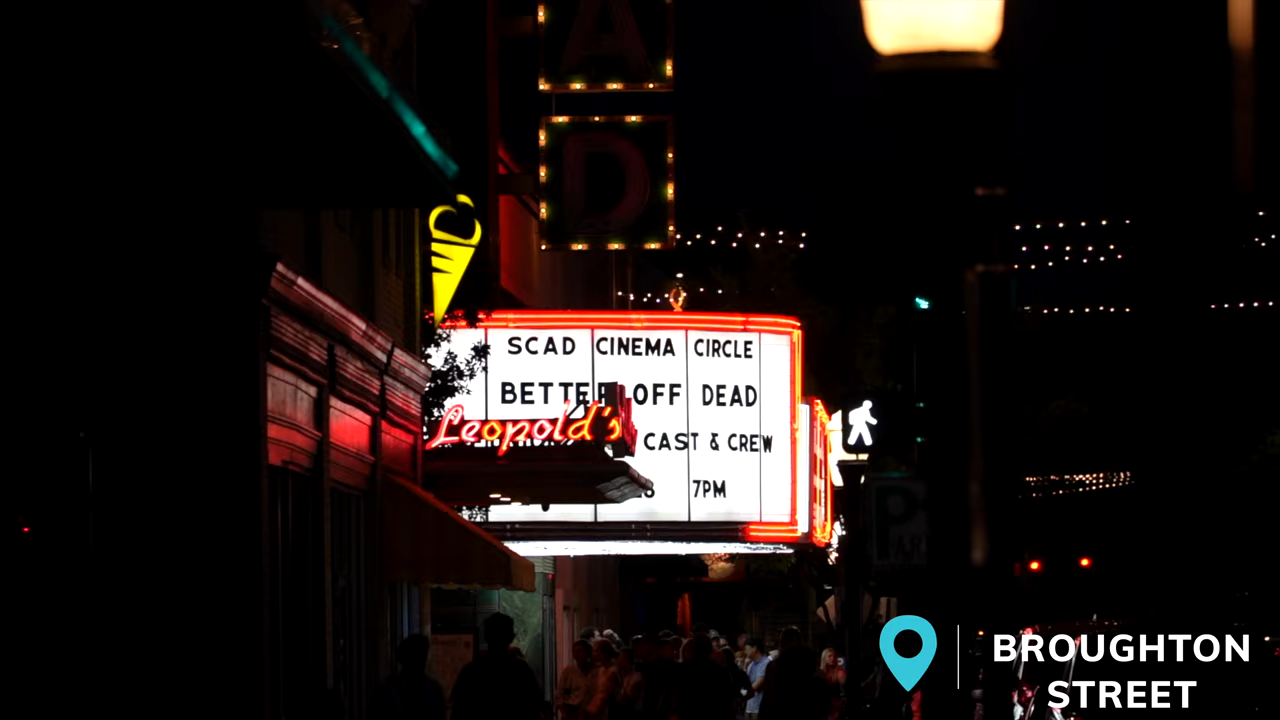 A
D
SCAD CINEMA CIRCLE
BETTER OFF DEAD
Leopold's
CAST & CREW
7PM
P
BROUGHTON
STREET